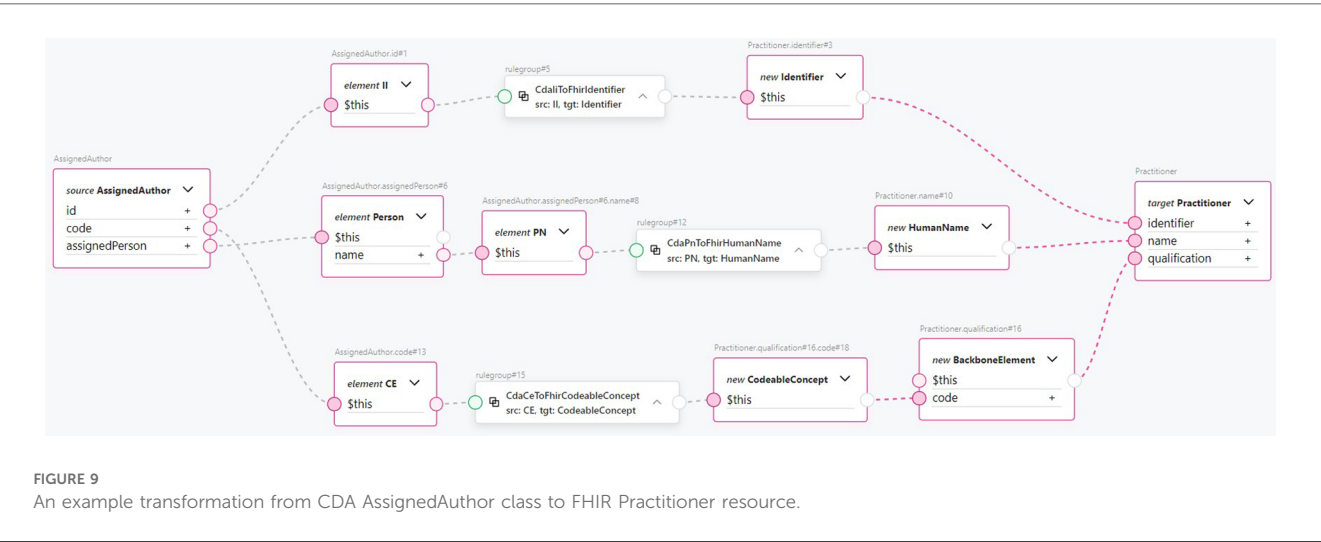 AssignedAuthor.id#1
element II
$this
rulegroup#5
CdaIiToFhirIdentifier
src: II, tgt: Identifier
Practitioner.identifier#3
new Identifier
$this
AssignedAuthor
source AssignedAuthor
id +
code +
assignedPerson +
AssignedAuthor.assignedPerson#6
element Person
$this
name +
AssignedAuthor.assignedPerson#6.name#8
element PN
$this
rulegroup#12
CdaPnToFhirHumanName
src: PN, tgt: HumanName
Practitioner.name#10
new HumanName
$this
Practitioner
target Practitioner
identifier +
name +
qualification +
AssignedAuthor.code#13
element CE
$this
rulegroup#15
CdaCeToFhirCodeableConcept
src: CE, tgt: CodeableConcept
Practitioner.qualification#16.code#18
new CodeableConcept
$this
Practitioner.qualification#16
new BackboneElement
$this
code +
FIGURE 9
An example transformation from CDA AssignedAuthor class to FHIR Practitioner resource.